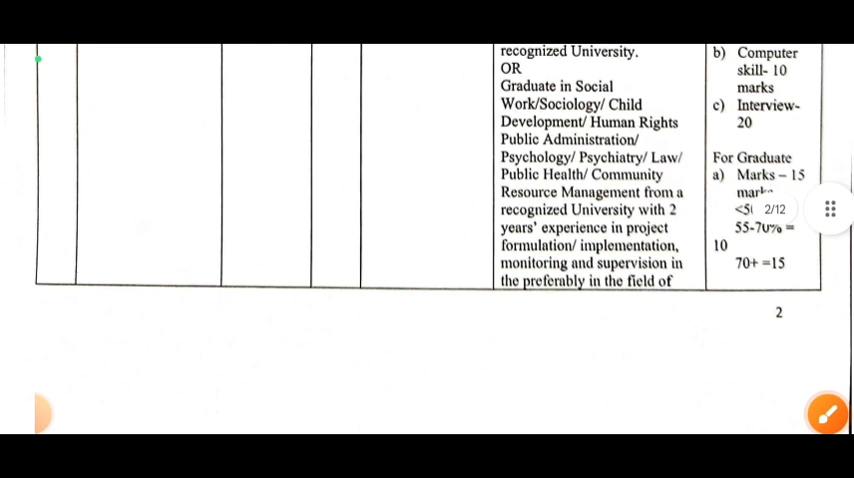 recognized University.
OR
Graduate in Social
Work/Sociology/ Child
Development/ Human Rights
Public Administration/
Psychology/ Psychiatry/ Law/
Public Health/ Community
Resource Management from a
recognized University with 2
years' experience in project
formulation/ implementation,
monitoring and supervision in
the preferably in the field of
b) Computer
skill- 10
marks
c) Interview-
20
For Graduate
a) Marks – 15
55-70% =
10
70+ =15
2/12
2